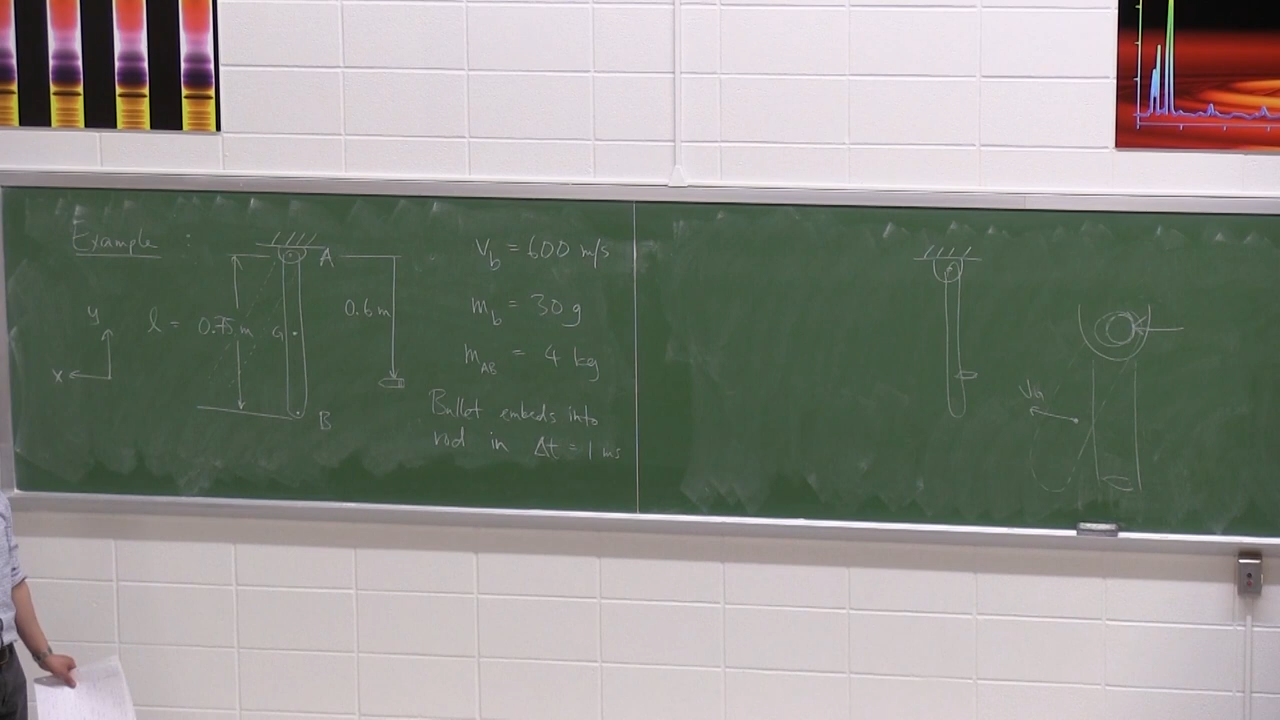 Example :
A
0.6 m
y
l = 0.75 m
G
x
B
V_b = 600 m/s
m_b = 30 g
m_AB = 4 kg
Bullet embeds into
rod in Δt = 1 ms
V_G